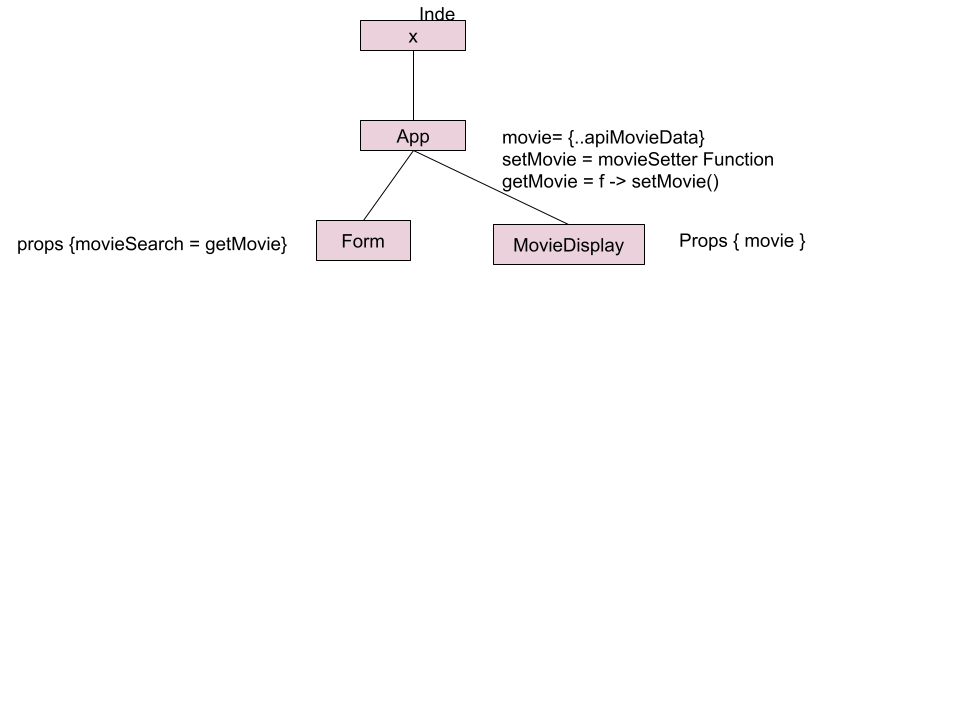 Inde
x
App
movie= {..apiMovieData}
setMovie = movieSetter Function
getMovie = f -> setMovie()
props {movieSearch = getMovie}
Form
MovieDisplay
Props { movie }